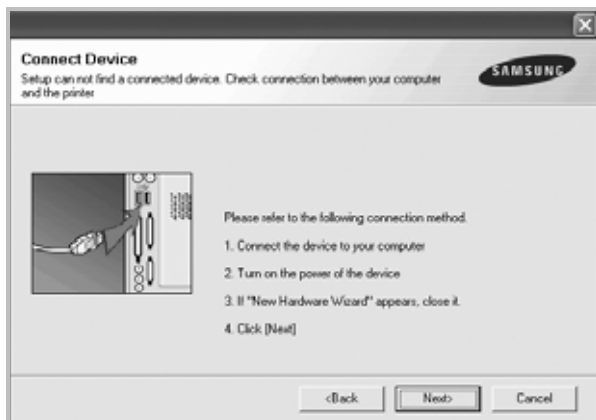 Connect Device
Setup can not find a connected device. Check connection between your computer
and the printer
SAMSUNG
Please refer to the following connection method.
1. Connect the device to your computer
2. Turn on the power of the device
3. If "New Hardware Wizard" appears, close it.
4. Click [Next]
<Back
Next>
Cancel